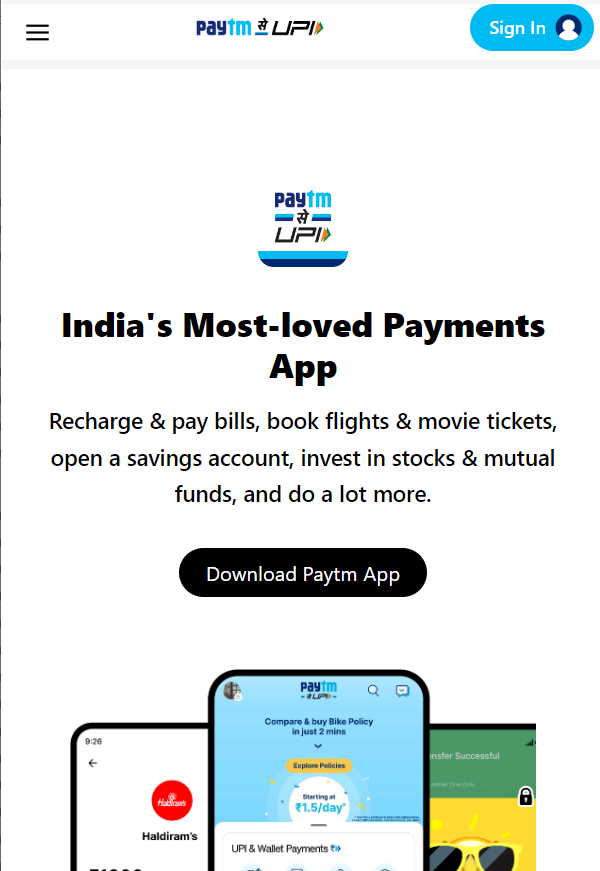 paytm से UPI
Sign In
paytm
से
UPI
India's Most-loved Payments
App
Recharge & pay bills, book flights & movie tickets,
open a savings account, invest in stocks & mutual
funds, and do a lot more.
Download Paytm App
9:26
Haldiram's
Haldiram's
paytm
से UPI
Compare & buy Bike Policy
in just 2 mins
Explore Policies
Starting at
₹1.5/day*
UPI & Wallet Payments
nsfer Successful